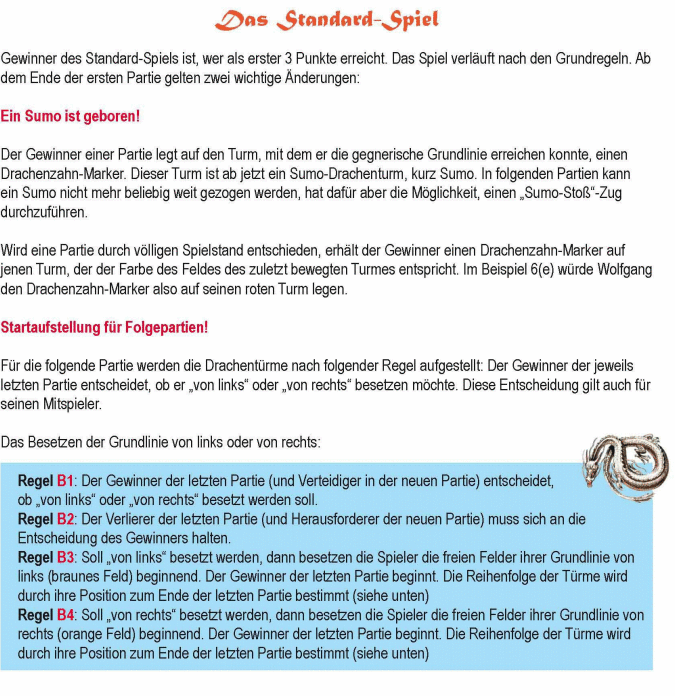 Das Standard-Spiel
Gewinner des Standard-Spiels ist, wer als erster 3 Punkte erreicht. Das Spiel verläuft nach den Grundregeln. Ab
dem Ende der ersten Partie gelten zwei wichtige Änderungen:
Ein Sumo ist geboren!
Der Gewinner einer Partie legt auf den Turm, mit dem er die gegnerische Grundlinie erreichen konnte, einen
Drachenzahn-Marker. Dieser Turm ist ab jetzt ein Sumo-Drachenturm, kurz Sumo. In folgenden Partien kann
ein Sumo nicht mehr beliebig weit gezogen werden, hat dafür aber die Möglichkeit, einen „Sumo-Stoß“-Zug
durchzuführen.
Wird eine Partie durch völligen Spielstand entschieden, erhält der Gewinner einen Drachenzahn-Marker auf
jenen Turm, der der Farbe des Feldes des zuletzt bewegten Turmes entspricht. Im Beispiel 6(e) würde Wolfgang
den Drachenzahn-Marker also auf seinen roten Turm legen.
Startaufstellung für Folgepartien!
Für die folgende Partie werden die Drachentürme nach folgender Regel aufgestellt: Der Gewinner der jeweils
letzten Partie entscheidet, ob er „von links“ oder „von rechts“ besetzen möchte. Diese Entscheidung gilt auch für
seinen Mitspieler.
Das Besetzen der Grundlinie von links oder von rechts:
Regel B1: Der Gewinner der letzten Partie (und Verteidiger in der neuen Partie) entscheidet,
ob „von links“ oder „von rechts“ besetzt werden soll.
Regel B2: Der Verlierer der letzten Partie (und Herausforderer der neuen Partie) muss sich an die
Entscheidung des Gewinners halten.
Regel B3: Soll „von links“ besetzt werden, dann besetzen die Spieler die freien Felder ihrer Grundlinie von
links (braunes Feld) beginnend. Der Gewinner der letzten Partie beginnt. Die Reihenfolge der Türme wird
durch ihre Position zum Ende der letzten Partie bestimmt (siehe unten)
Regel B4: Soll „von rechts“ besetzt werden, dann besetzen die Spieler die freien Felder ihrer Grundlinie von
rechts (orange Feld) beginnend. Der Gewinner der letzten Partie beginnt. Die Reihenfolge der Türme wird
durch ihre Position zum Ende der letzten Partie bestimmt (siehe unten)